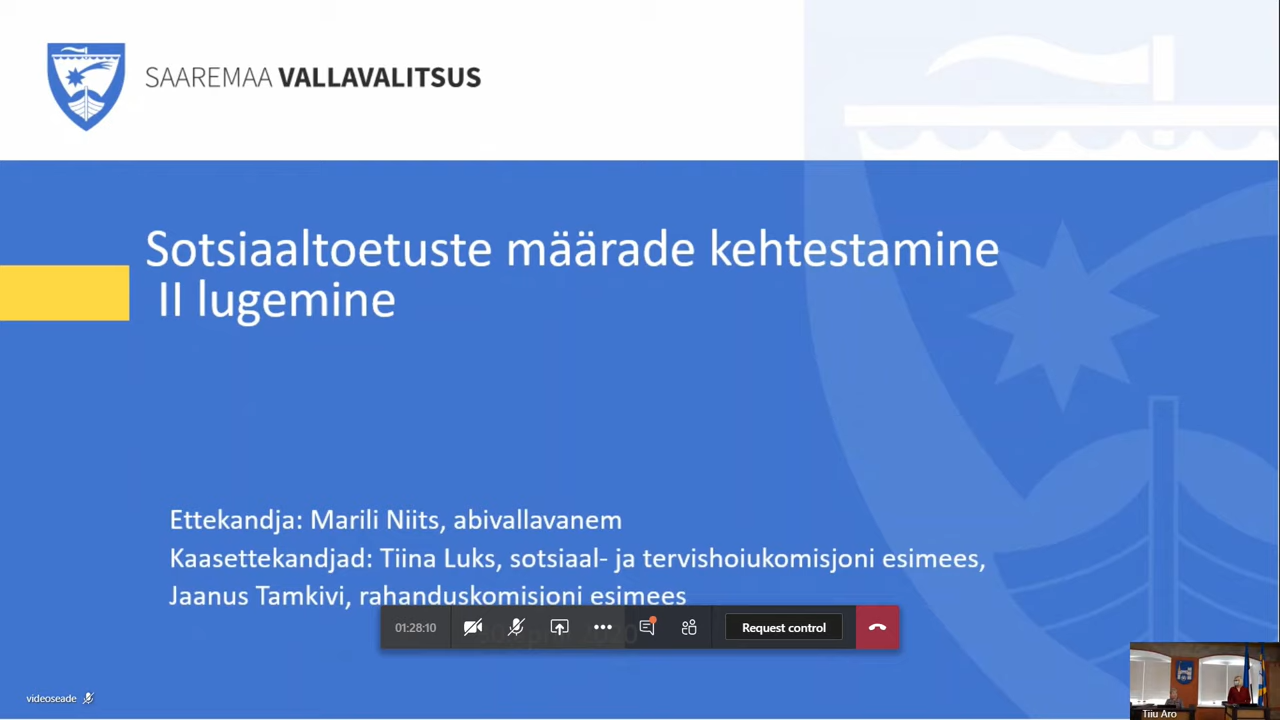 SAAREMAA VALLAVALITSUS
Sotsiaaltoetuste määrade kehtestamine
II lugemine
Ettekandja: Marili Niits, abivallavanem
Kaasettekandjad: Tiina Luks, sotsiaal- ja tervishoiukomisjoni esimees,
Jaanus Tamkivi, rahanduskomisjoni esimees
01:28:10
Request control
videoseade
Tiiu Aro